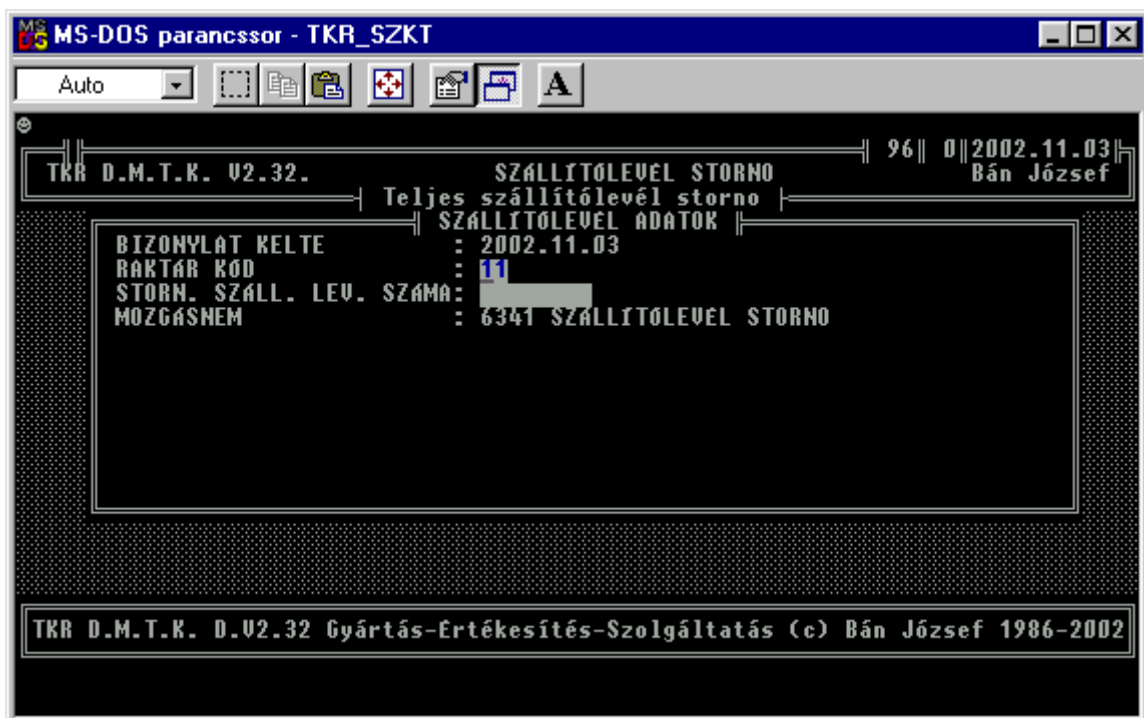 MS-DOS parancssor - TKR_SZKT
Auto
A
96 0 2002.11.03
TKR D.M.T.K. V2.32. SZÁLLÍTÓLEVÉL STORNO Bán József
Teljes szállítólevél storno
SZÁLLÍTÓLEVÉL ADATOK
BIZONYLAT KELTE : 2002.11.03
RAKTÁR KÓD : 11
STORN. SZÁLL. LEV. SZÁMA:
MOZGÁSNEM : 6341 SZÁLLÍTÓLEVÉL STORNO
TKR D.M.T.K. D.V2.32 Gyártás-Értékesítés-Szolgáltatás (c) Bán József 1986-2002